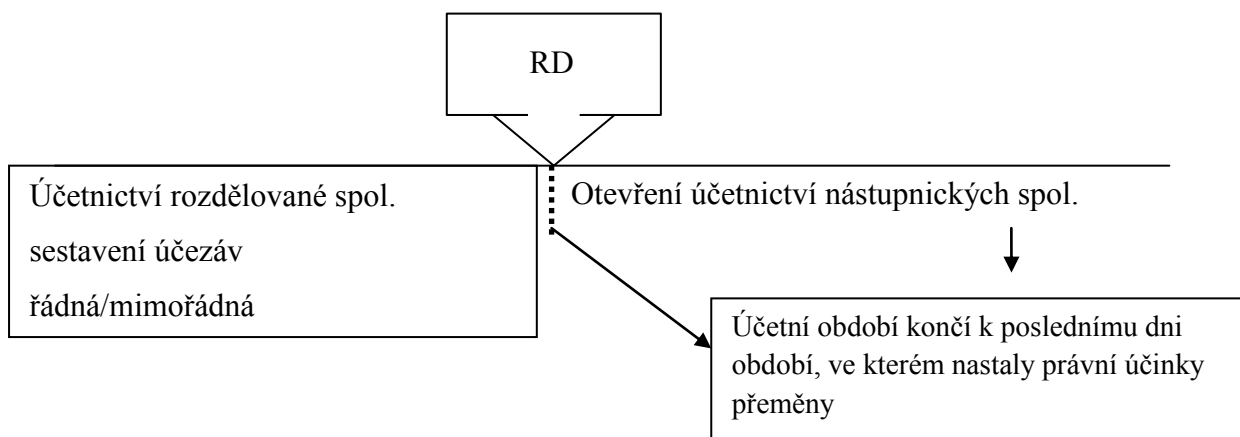 RD
Účetnictví rozdělované spol.
sestavení účezáv
řádná/mimořádná
Otevření účetnictví nástupnických spol.
Účetní období končí k poslednímu dni
období, ve kterém nastaly právní účinky
přeměny